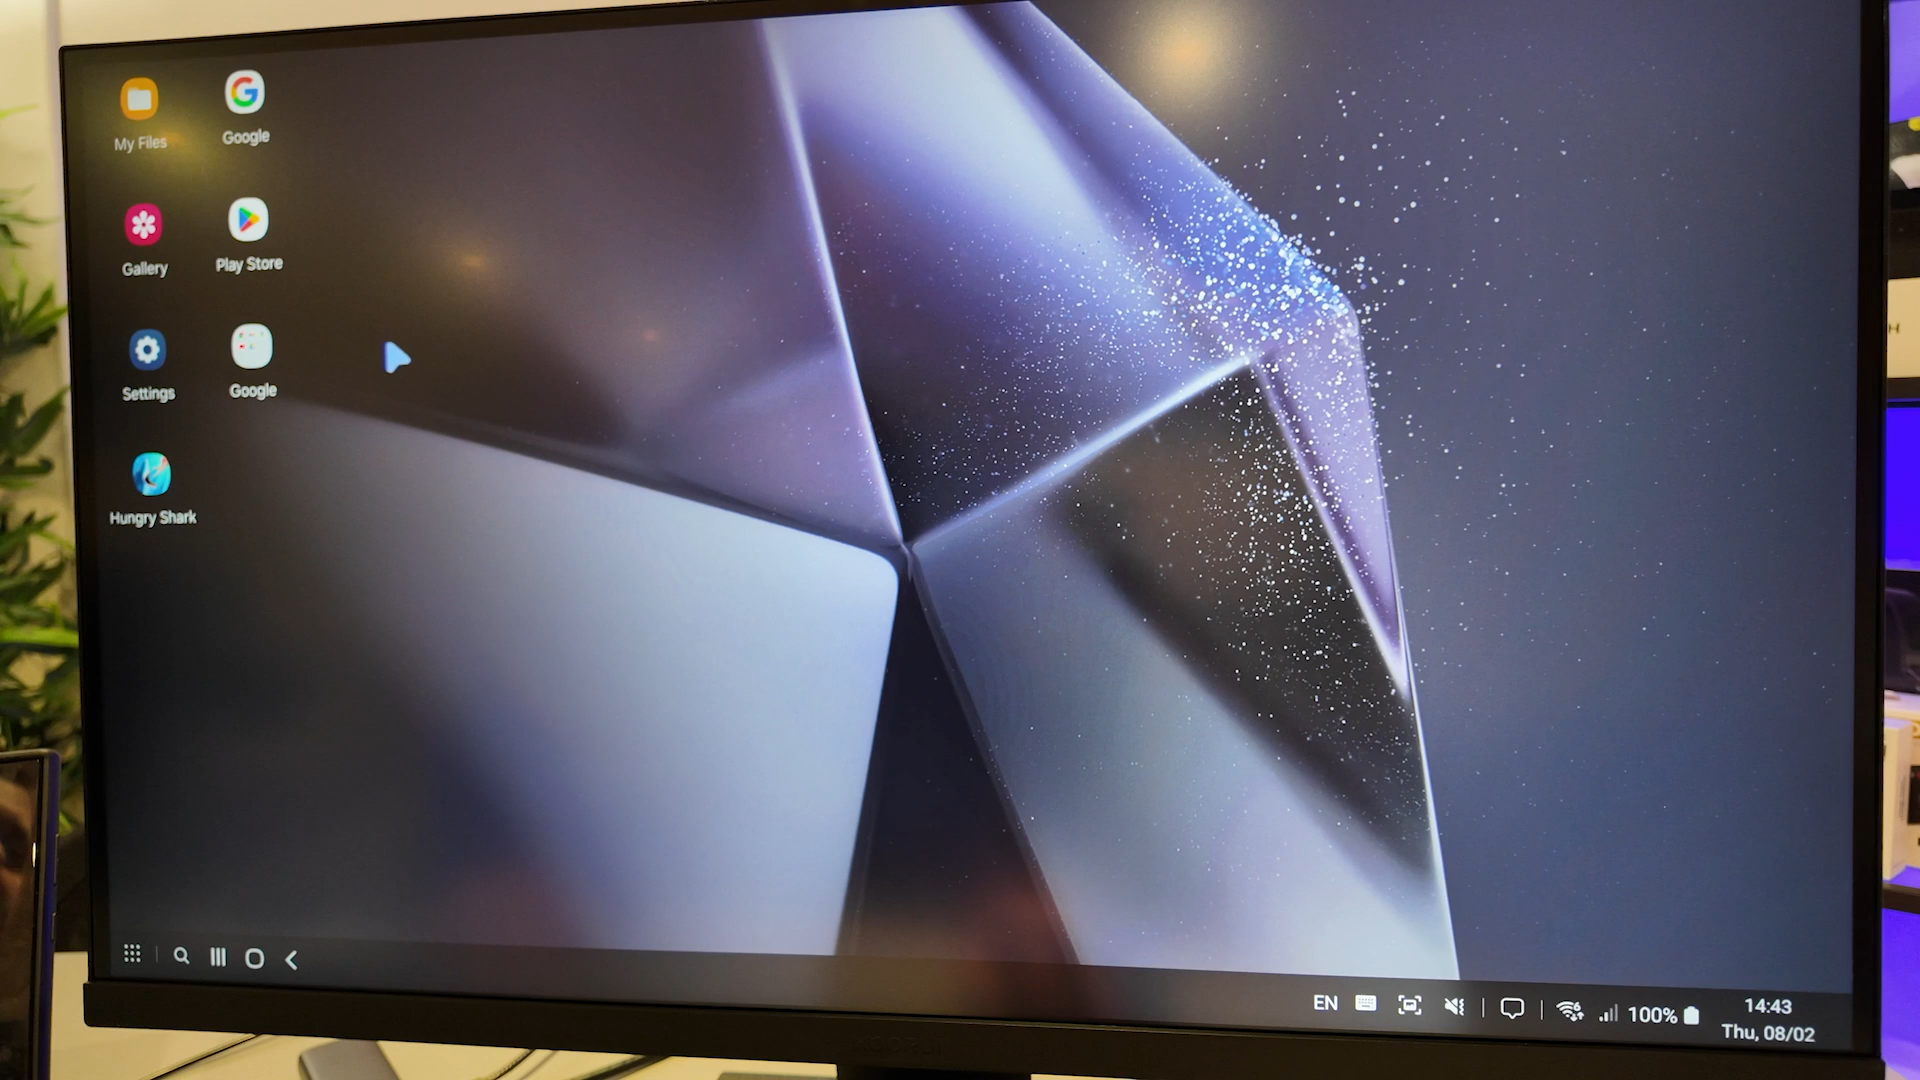 My Files
Google
Gallery
Play Store
Settings
Google
Hungry Shark
EN
100%
14:43
Thu, 08/02
H